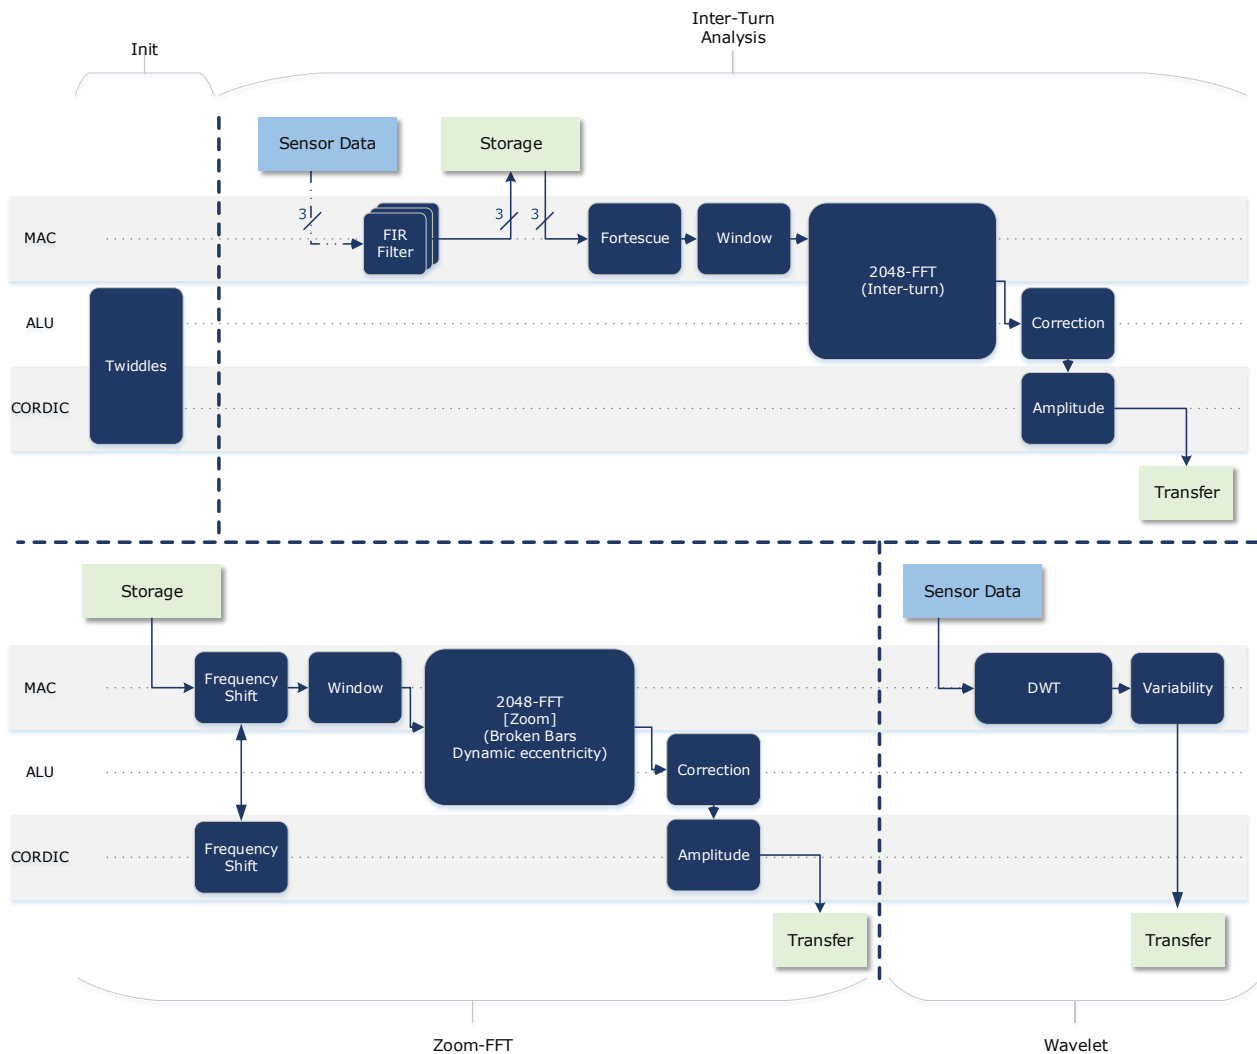 Init
Inter-Turn
Analysis
Sensor Data
Storage
3
3
3
MAC
FIR
Filter
Fortescue
Window
2048-FFT
(Inter-turn)
ALU
Correction
Twiddles
CORDIC
Amplitude
Transfer
Storage
Sensor Data
MAC
Frequency
Shift
Window
2048-FFT
[Zoom]
(Broken Bars
Dynamic eccentricity)
DWT
Variability
ALU
Correction
CORDIC
Frequency
Shift
Amplitude
Transfer
Transfer
Zoom-FFT
Wavelet